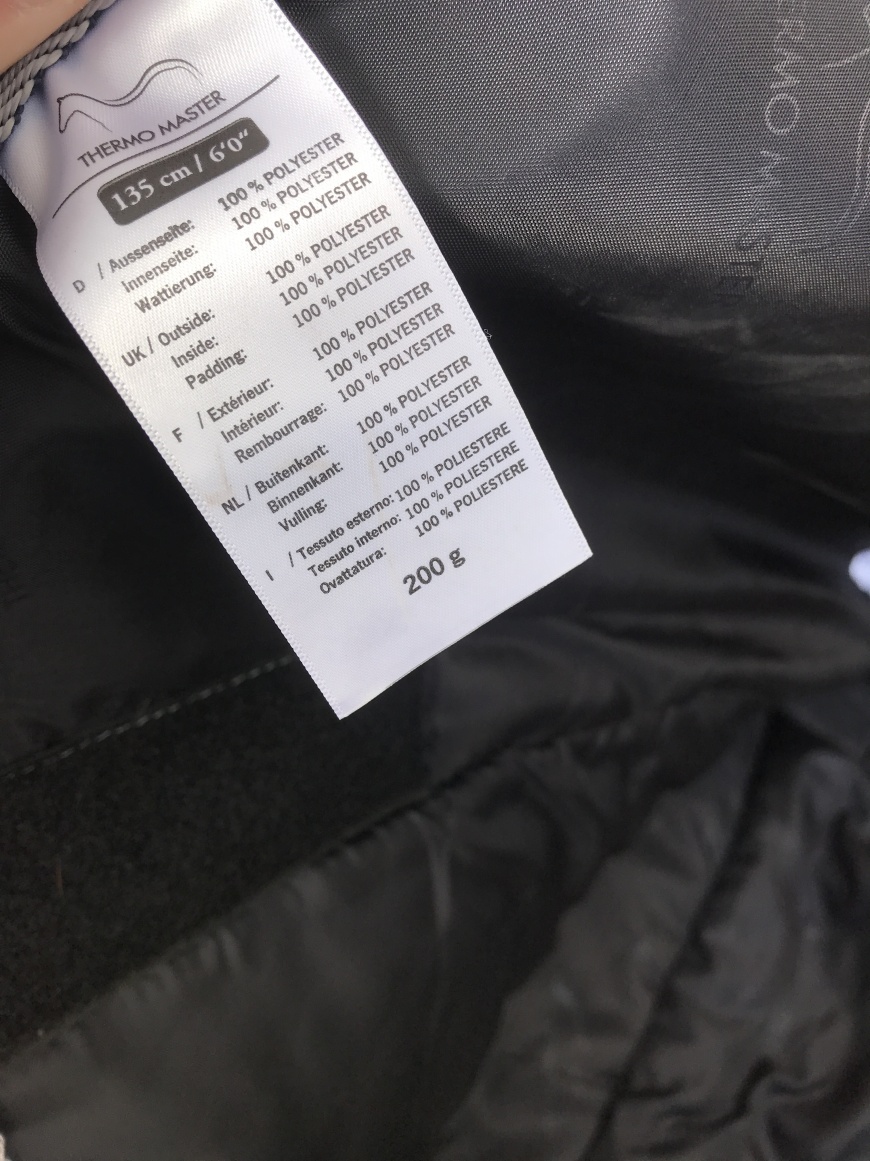 THERMO MASTER
135 cm / 6‘0“
D / Aussenseite: 100 % POLYESTER
Innenseite: 100 % POLYESTER
Wattierung: 100 % POLYESTER
UK / Outside: 100 % POLYESTER
Inside: 100 % POLYESTER
Padding: 100 % POLYESTER
F / Extérieur: 100 % POLYESTER
Intérieur: 100 % POLYESTER
Rembourrage: 100 % POLYESTER
NL / Buitenkant: 100 % POLYESTER
Binnenkant: 100 % POLYESTER
Vulling: 100 % POLYESTER
I / Tessuto esterno: 100 % POLIESTERE
Tessuto interno: 100 % POLIESTERE
Ovattatura: 100 % POLIESTERE
200 g
ERMO MASTER